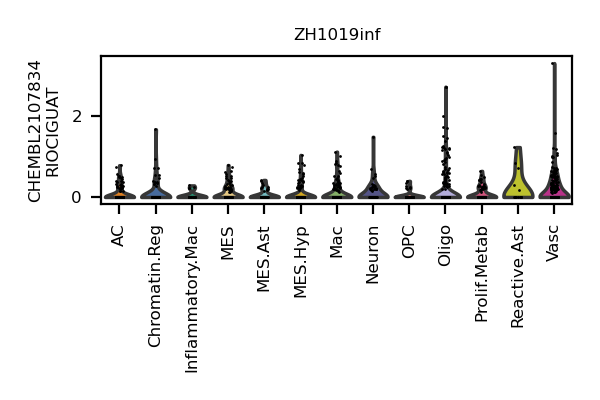 ZH1019inf
CHEMBL2107834
RIOCIGUAT
2
0
AC
Chromatin.Reg
Inflammatory.Mac
MES
MES.Ast
MES.Hyp
Mac
Neuron
OPC
Oligo
Prolif.Metab
Reactive.Ast
Vasc